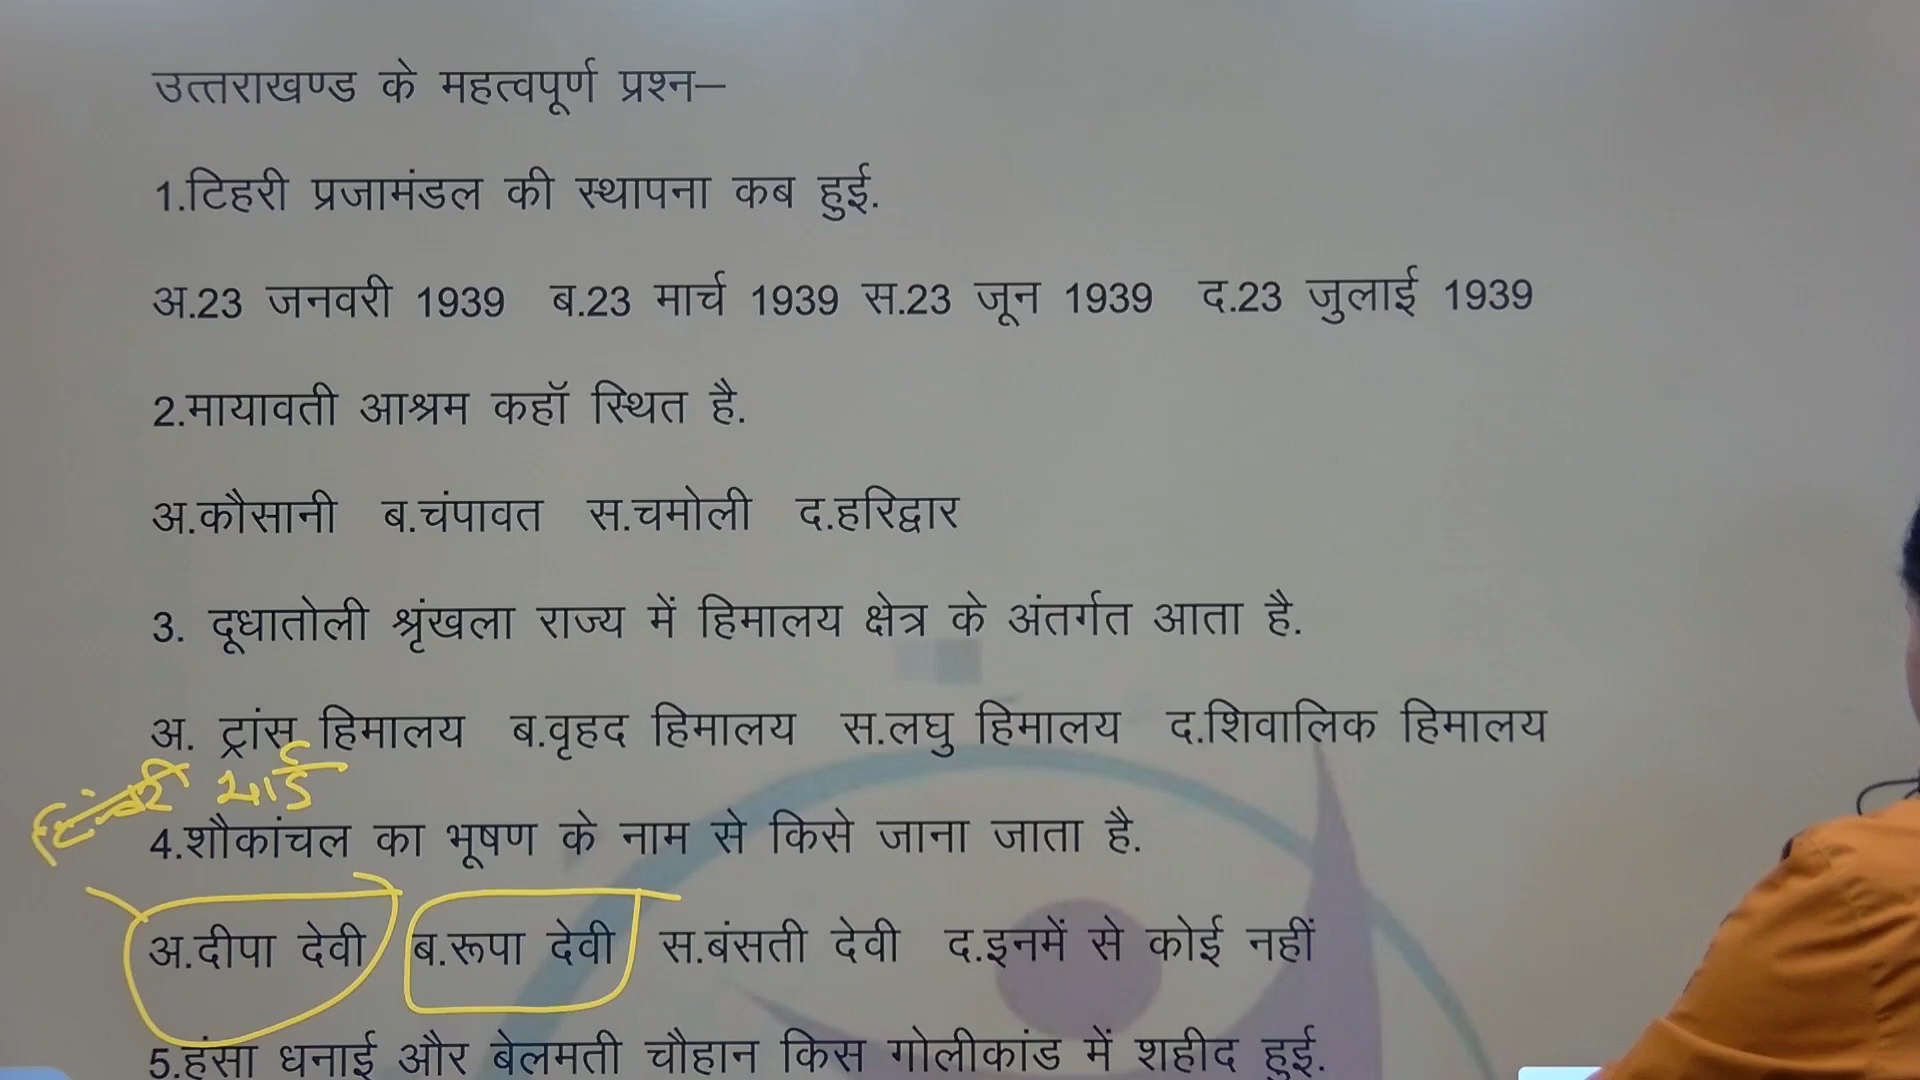 उत्तराखण्ड के महत्वपूर्ण प्रश्न–
1.टिहरी प्रजामंडल की स्थापना कब हुई.
अ.23 जनवरी 1939 ब.23 मार्च 1939 स.23 जून 1939 द.23 जुलाई 1939
2.मायावती आश्रम कहॉ स्थित है.
अ.कौसानी ब.चंपावत स.चमोली द.हरिद्वार
3. दूधातोली श्रृंखला राज्य में हिमालय क्षेत्र के अंतर्गत आता है.
अ. ट्रांस हिमालय ब.वृहद हिमालय स.लघु हिमालय द.शिवालिक हिमालय
माई
4.शौकांचल का भूषण के नाम से किसे जाना जाता है.
अ.दीपा देवी ब.रूपा देवी स.बंसती देवी द.इनमें से कोई नहीं
5.हंसा धनाई और बेलमती चौहान किस गोलीकांड में शहीद हुई.